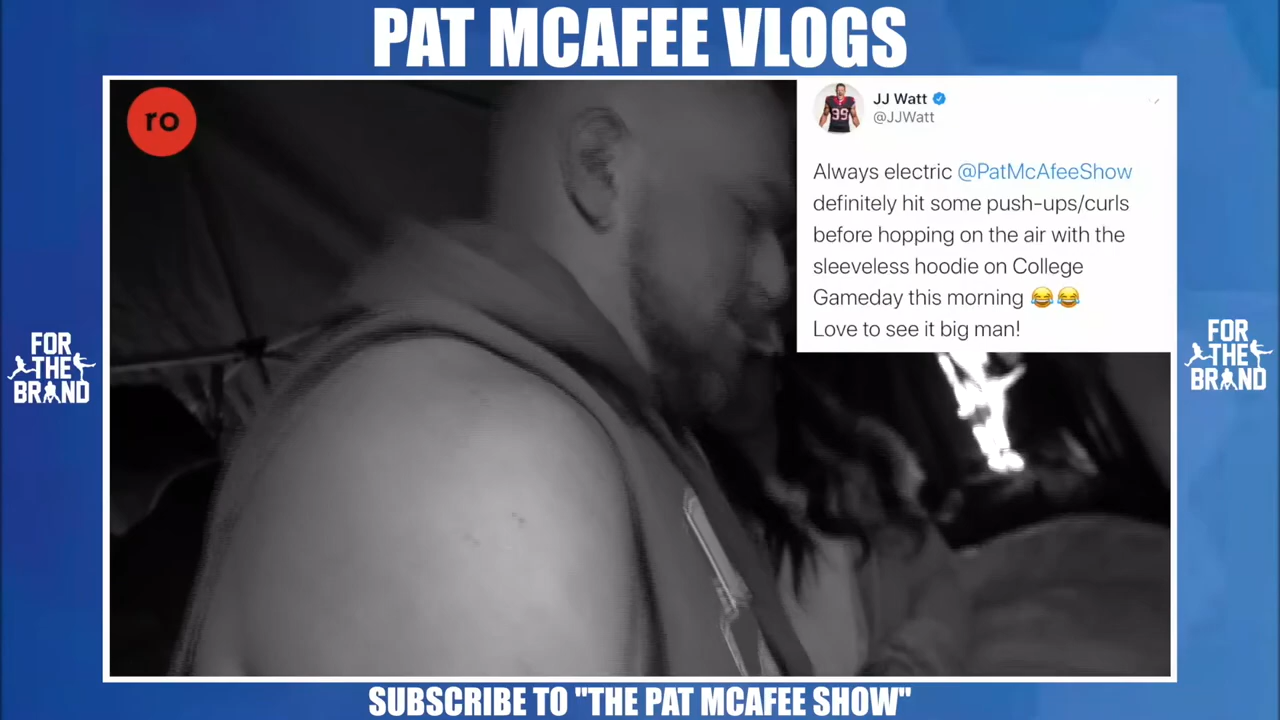 PAT MCAFEE VLOGS
ro
JJ Watt
@JJWatt
Always electric @PatMcAfeeShow
definitely hit some push-ups/curls
before hopping on the air with the
sleeveless hoodie on College
Gameday this morning 😂😂
Love to see it big man!
99
FOR
THE
BRAND
FOR
THE
BRAND
SUBSCRIBE TO "THE PAT MCAFEE SHOW"